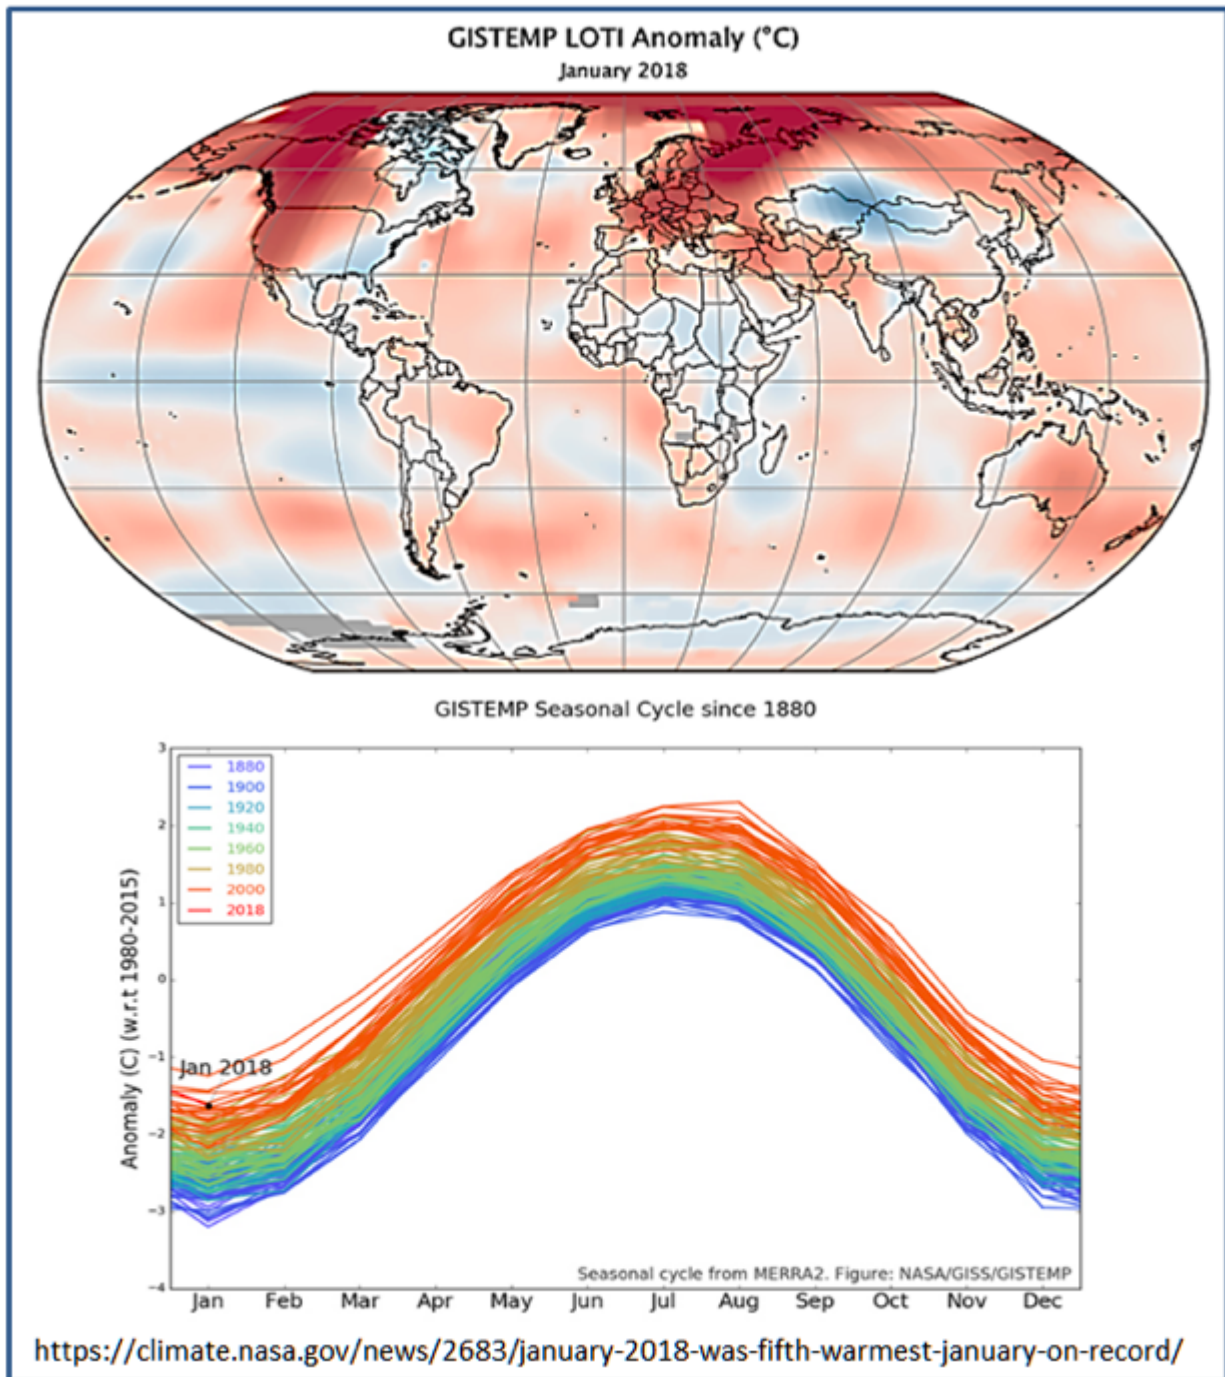 GISTEMP LOTI Anomaly (°C)
January 2018
GISTEMP Seasonal Cycle since 1880
3
2
1
0
−1
−2
−3
−4
Anomaly (C) (w.r.t 1980-2015)
1880
1900
1920
1940
1960
1980
2000
2018
Jan 2018
Seasonal cycle from MERRA2. Figure: NASA/GISS/GISTEMP
Jan Feb Mar Apr May Jun Jul Aug Sep Oct Nov Dec
https://climate.nasa.gov/news/2683/january-2018-was-fifth-warmest-january-on-record/